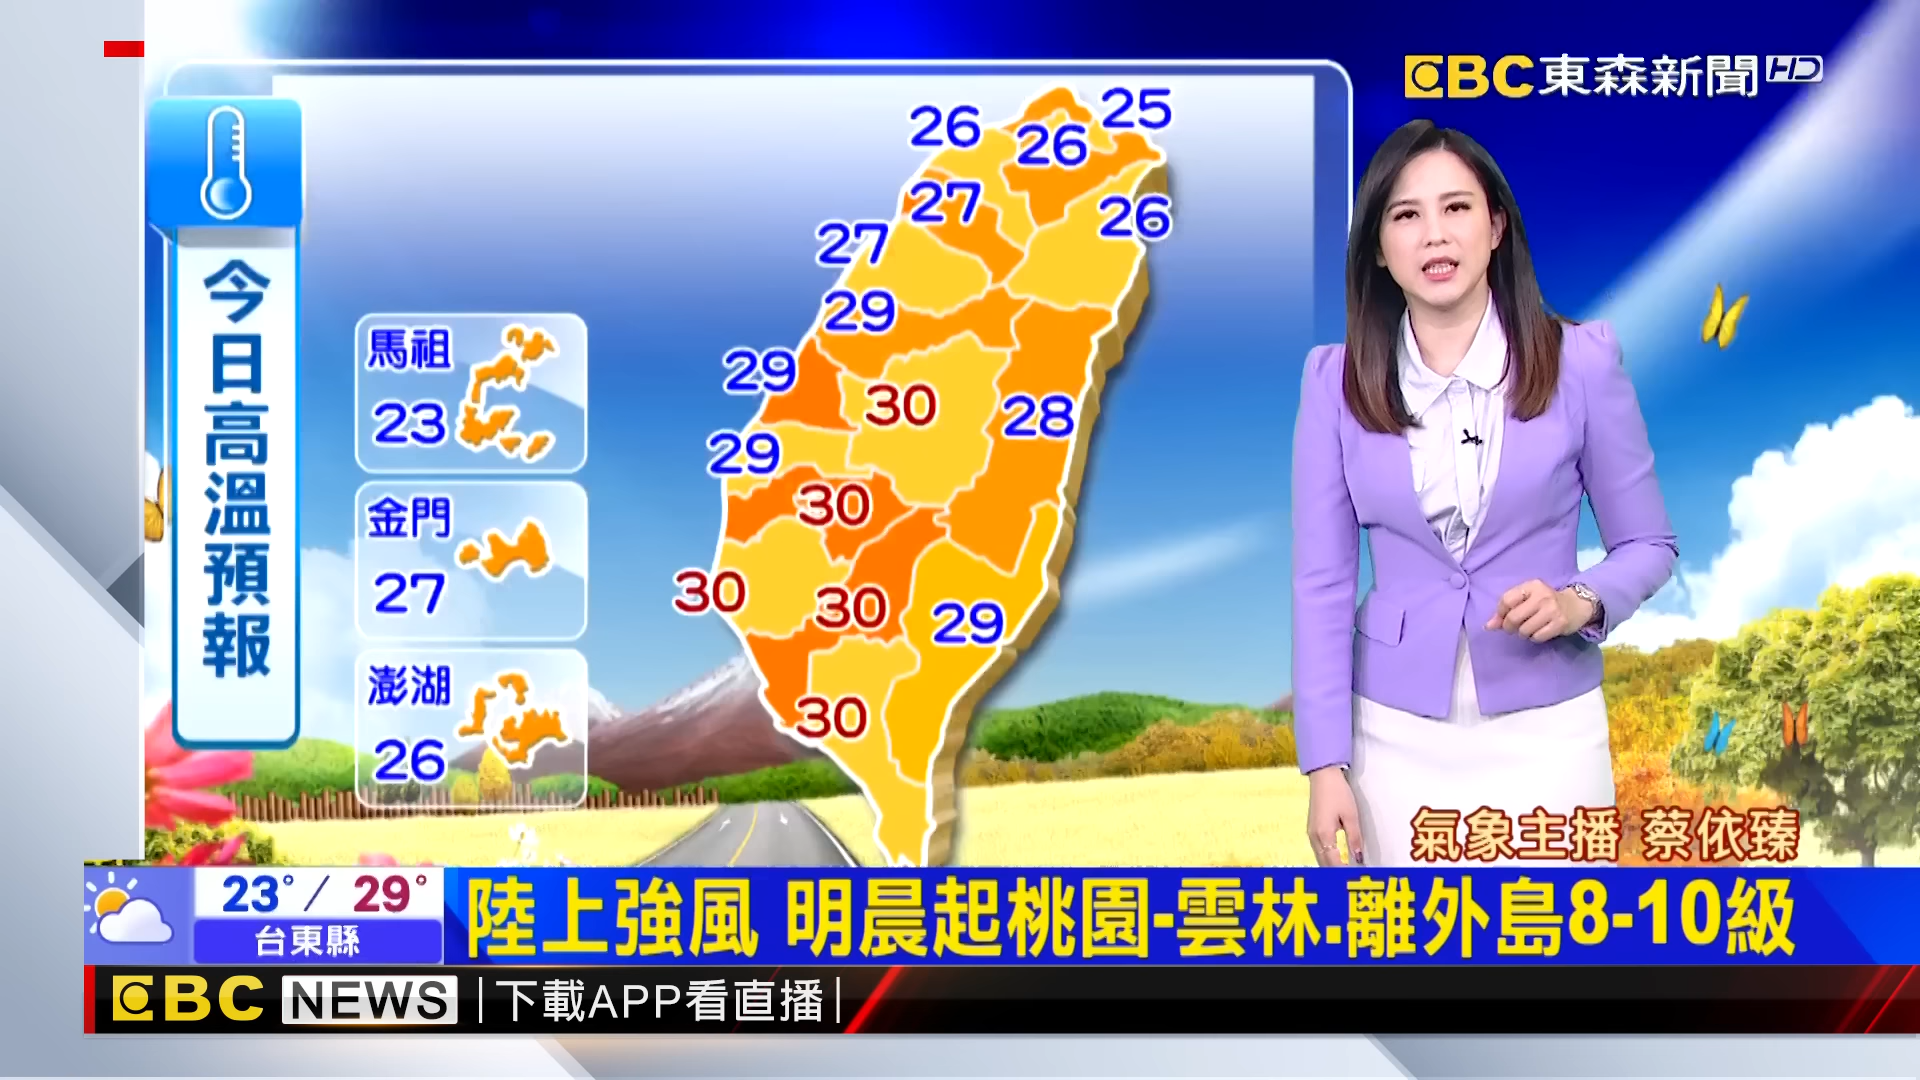 EBC東森新聞HD
今日高溫預報
26
25
26
27
26
27
29
29
30
28
29
30
30
30
29
30
馬祖
23
金門
27
澎湖
26
氣象主播 蔡依臻
23°/ 29°
台東縣
陸上強風 明晨起桃園-雲林.離外島8-10級
EBC NEWS |下載APP看直播|